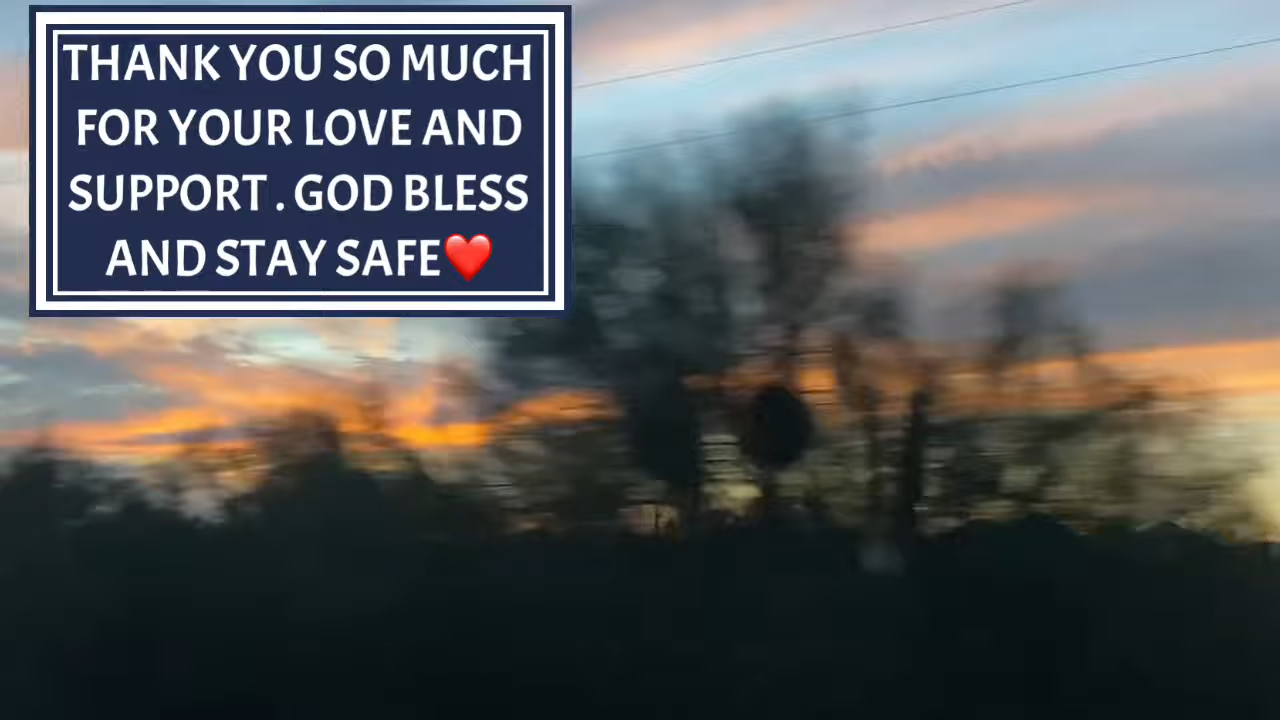 THANK YOU SO MUCH
FOR YOUR LOVE AND
SUPPORT . GOD BLESS
AND STAY SAFE❤️